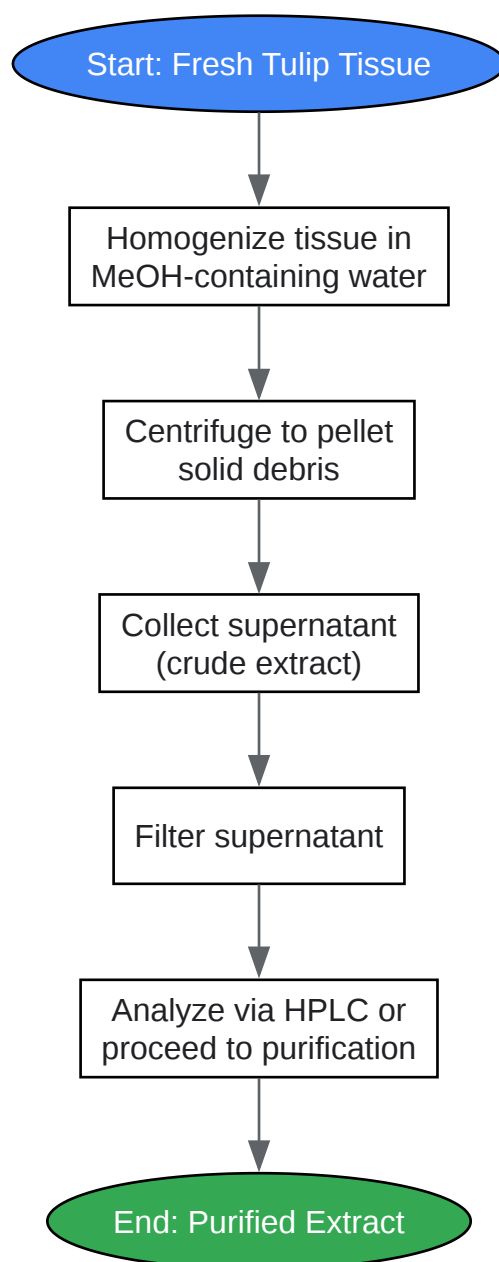 Start: Fresh Tulip Tissue
Homogenize tissue in
MeOH-containing water
Centrifuge to pellet
solid debris
Collect supernatant
(crude extract)
Filter supernatant
Analyze via HPLC or
proceed to purification
End: Purified Extract